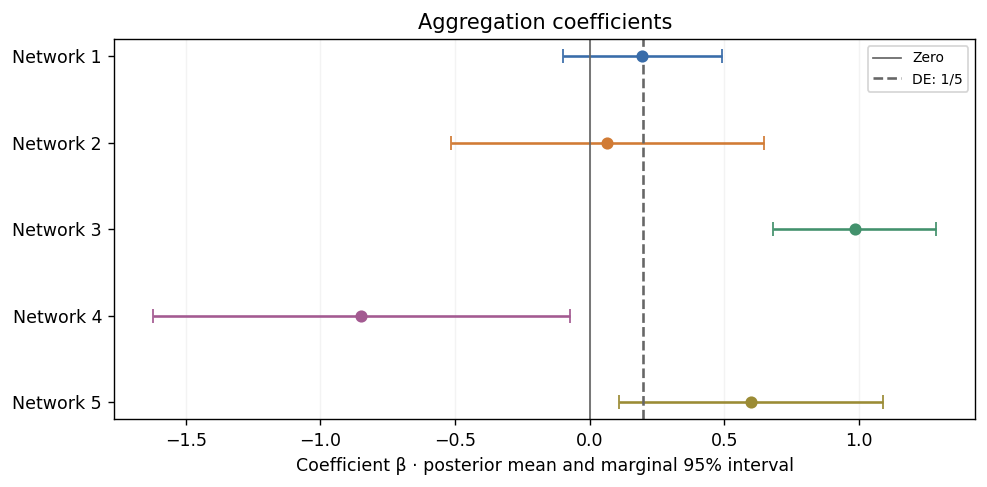 Aggregation coefficients
Network 1
Network 2
Network 3
Network 4
Network 5
Zero
DE: 1/5
−1.5
−1.0
−0.5
0.0
0.5
1.0
Coefficient β · posterior mean and marginal 95% interval